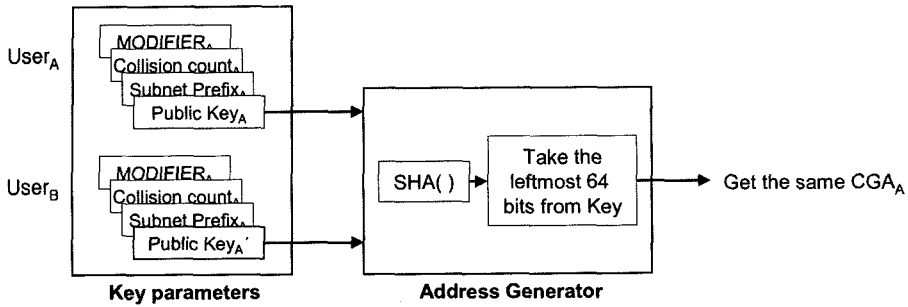 User_A
MODIFIER_A
Collision count_A
Subnet Prefix_A
Public Key_A
User_B
MODIFIER_A
Collision count_A
Subnet Prefix_A
Public Key_A'
SHA( )
Take the
leftmost 64
bits from Key
Get the same CGA_A
Key parameters
Address Generator